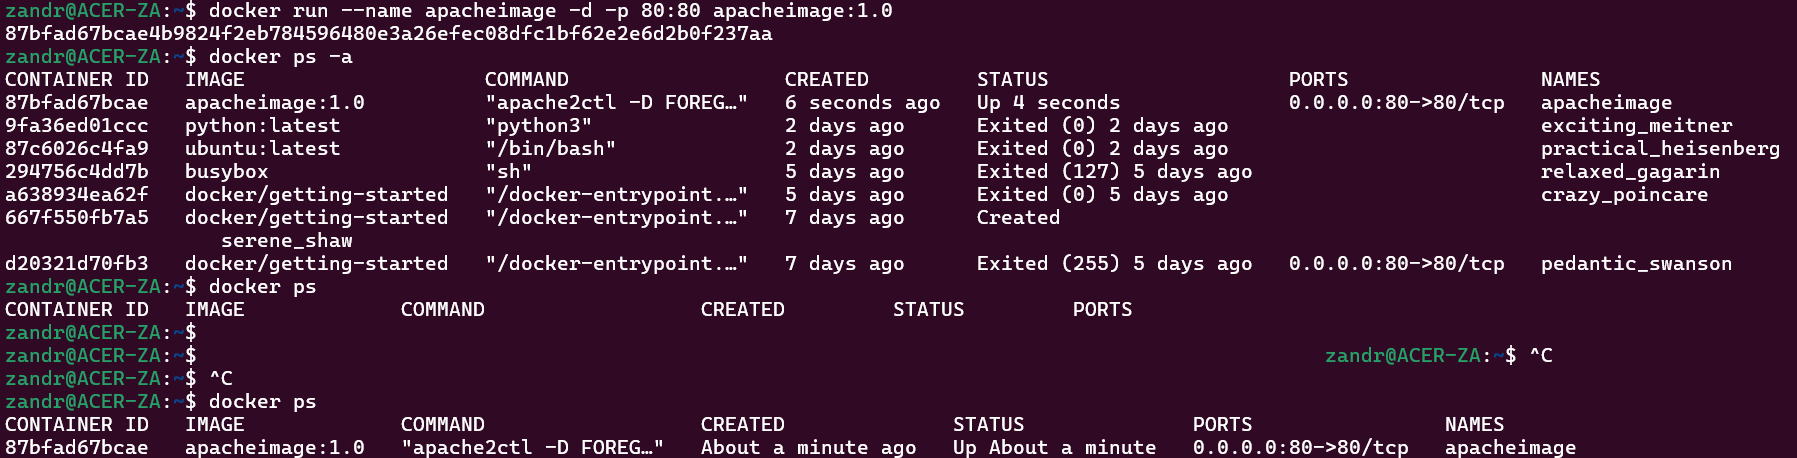 zandr@ACER-ZA:~$ docker run --name apacheimage -d -p 80:80 apacheimage:1.0
87bfad67bcae4b9824f2eb784596480e3a26efec08dfc1bf62e2e6d2b0f237aa
zandr@ACER-ZA:~$ docker ps -a
CONTAINER ID   IMAGE                    COMMAND                  CREATED         STATUS                    PORTS                NAMES
87bfad67bcae   apacheimage:1.0          "apache2ctl -D FOREG…"   6 seconds ago   Up 4 seconds              0.0.0.0:80->80/tcp   apacheimage
9fa36ed01ccc   python:latest            "python3"                2 days ago      Exited (0) 2 days ago                          exciting_meitner
87c6026c4fa9   ubuntu:latest            "/bin/bash"              2 days ago      Exited (0) 2 days ago                          practical_heisenberg
294756c4dd7b   busybox                  "sh"                     5 days ago      Exited (127) 5 days ago                        relaxed_gagarin
a638934ea62f   docker/getting-started   "/docker-entrypoint.…"   5 days ago      Exited (0) 5 days ago                          crazy_poincare
667f550fb7a5   docker/getting-started   "/docker-entrypoint.…"   7 days ago      Created
serene_shaw
d20321d70fb3   docker/getting-started   "/docker-entrypoint.…"   7 days ago      Exited (255) 5 days ago   0.0.0.0:80->80/tcp   pedantic_swanson
zandr@ACER-ZA:~$ docker ps
CONTAINER ID   IMAGE             COMMAND                  CREATED         STATUS         PORTS
zandr@ACER-ZA:~$
zandr@ACER-ZA:~$ zandr@ACER-ZA:~$ ^C
zandr@ACER-ZA:~$ ^C
zandr@ACER-ZA:~$ docker ps
CONTAINER ID   IMAGE             COMMAND                  CREATED              STATUS              PORTS                NAMES
87bfad67bcae   apacheimage:1.0   "apache2ctl -D FOREG…"   About a minute ago   Up About a minute   0.0.0.0:80->80/tcp   apacheimage